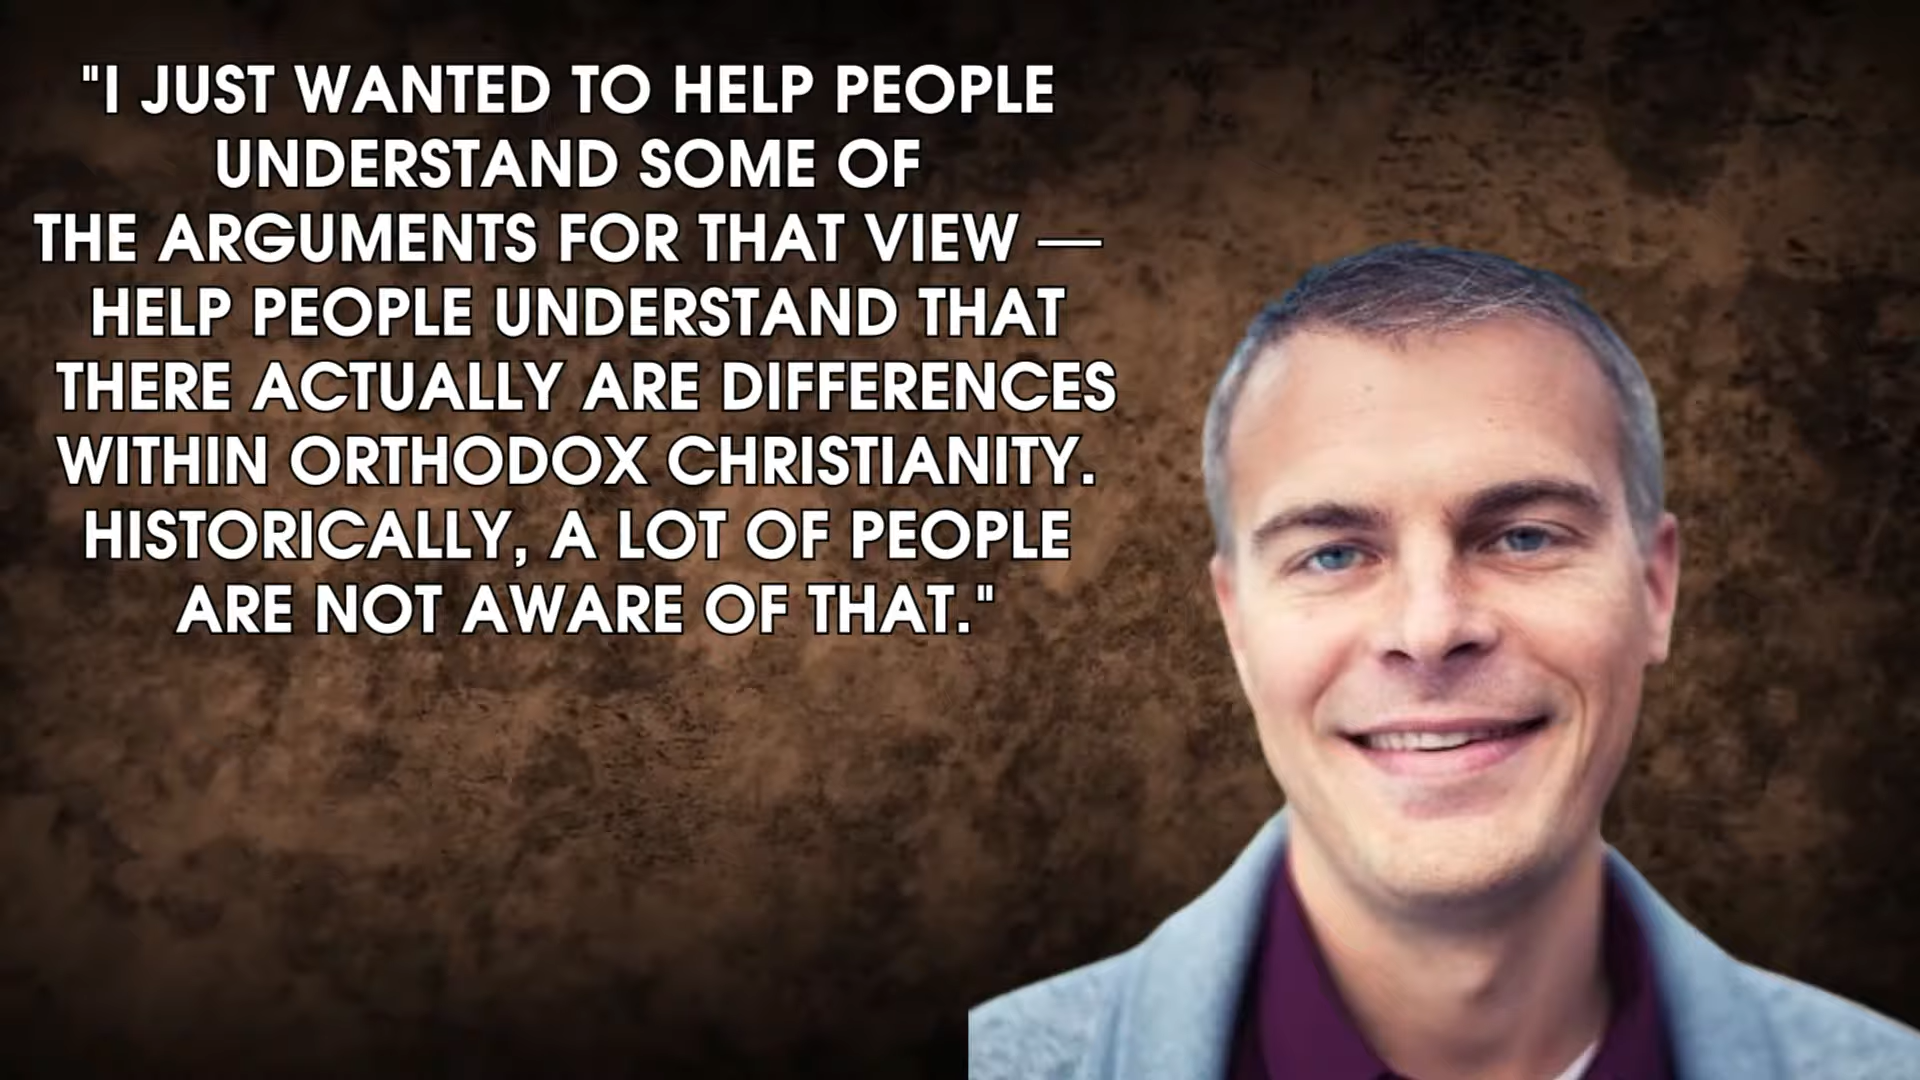 "I JUST WANTED TO HELP PEOPLE
UNDERSTAND SOME OF
THE ARGUMENTS FOR THAT VIEW —
HELP PEOPLE UNDERSTAND THAT
THERE ACTUALLY ARE DIFFERENCES
WITHIN ORTHODOX CHRISTIANITY.
HISTORICALLY, A LOT OF PEOPLE
ARE NOT AWARE OF THAT."